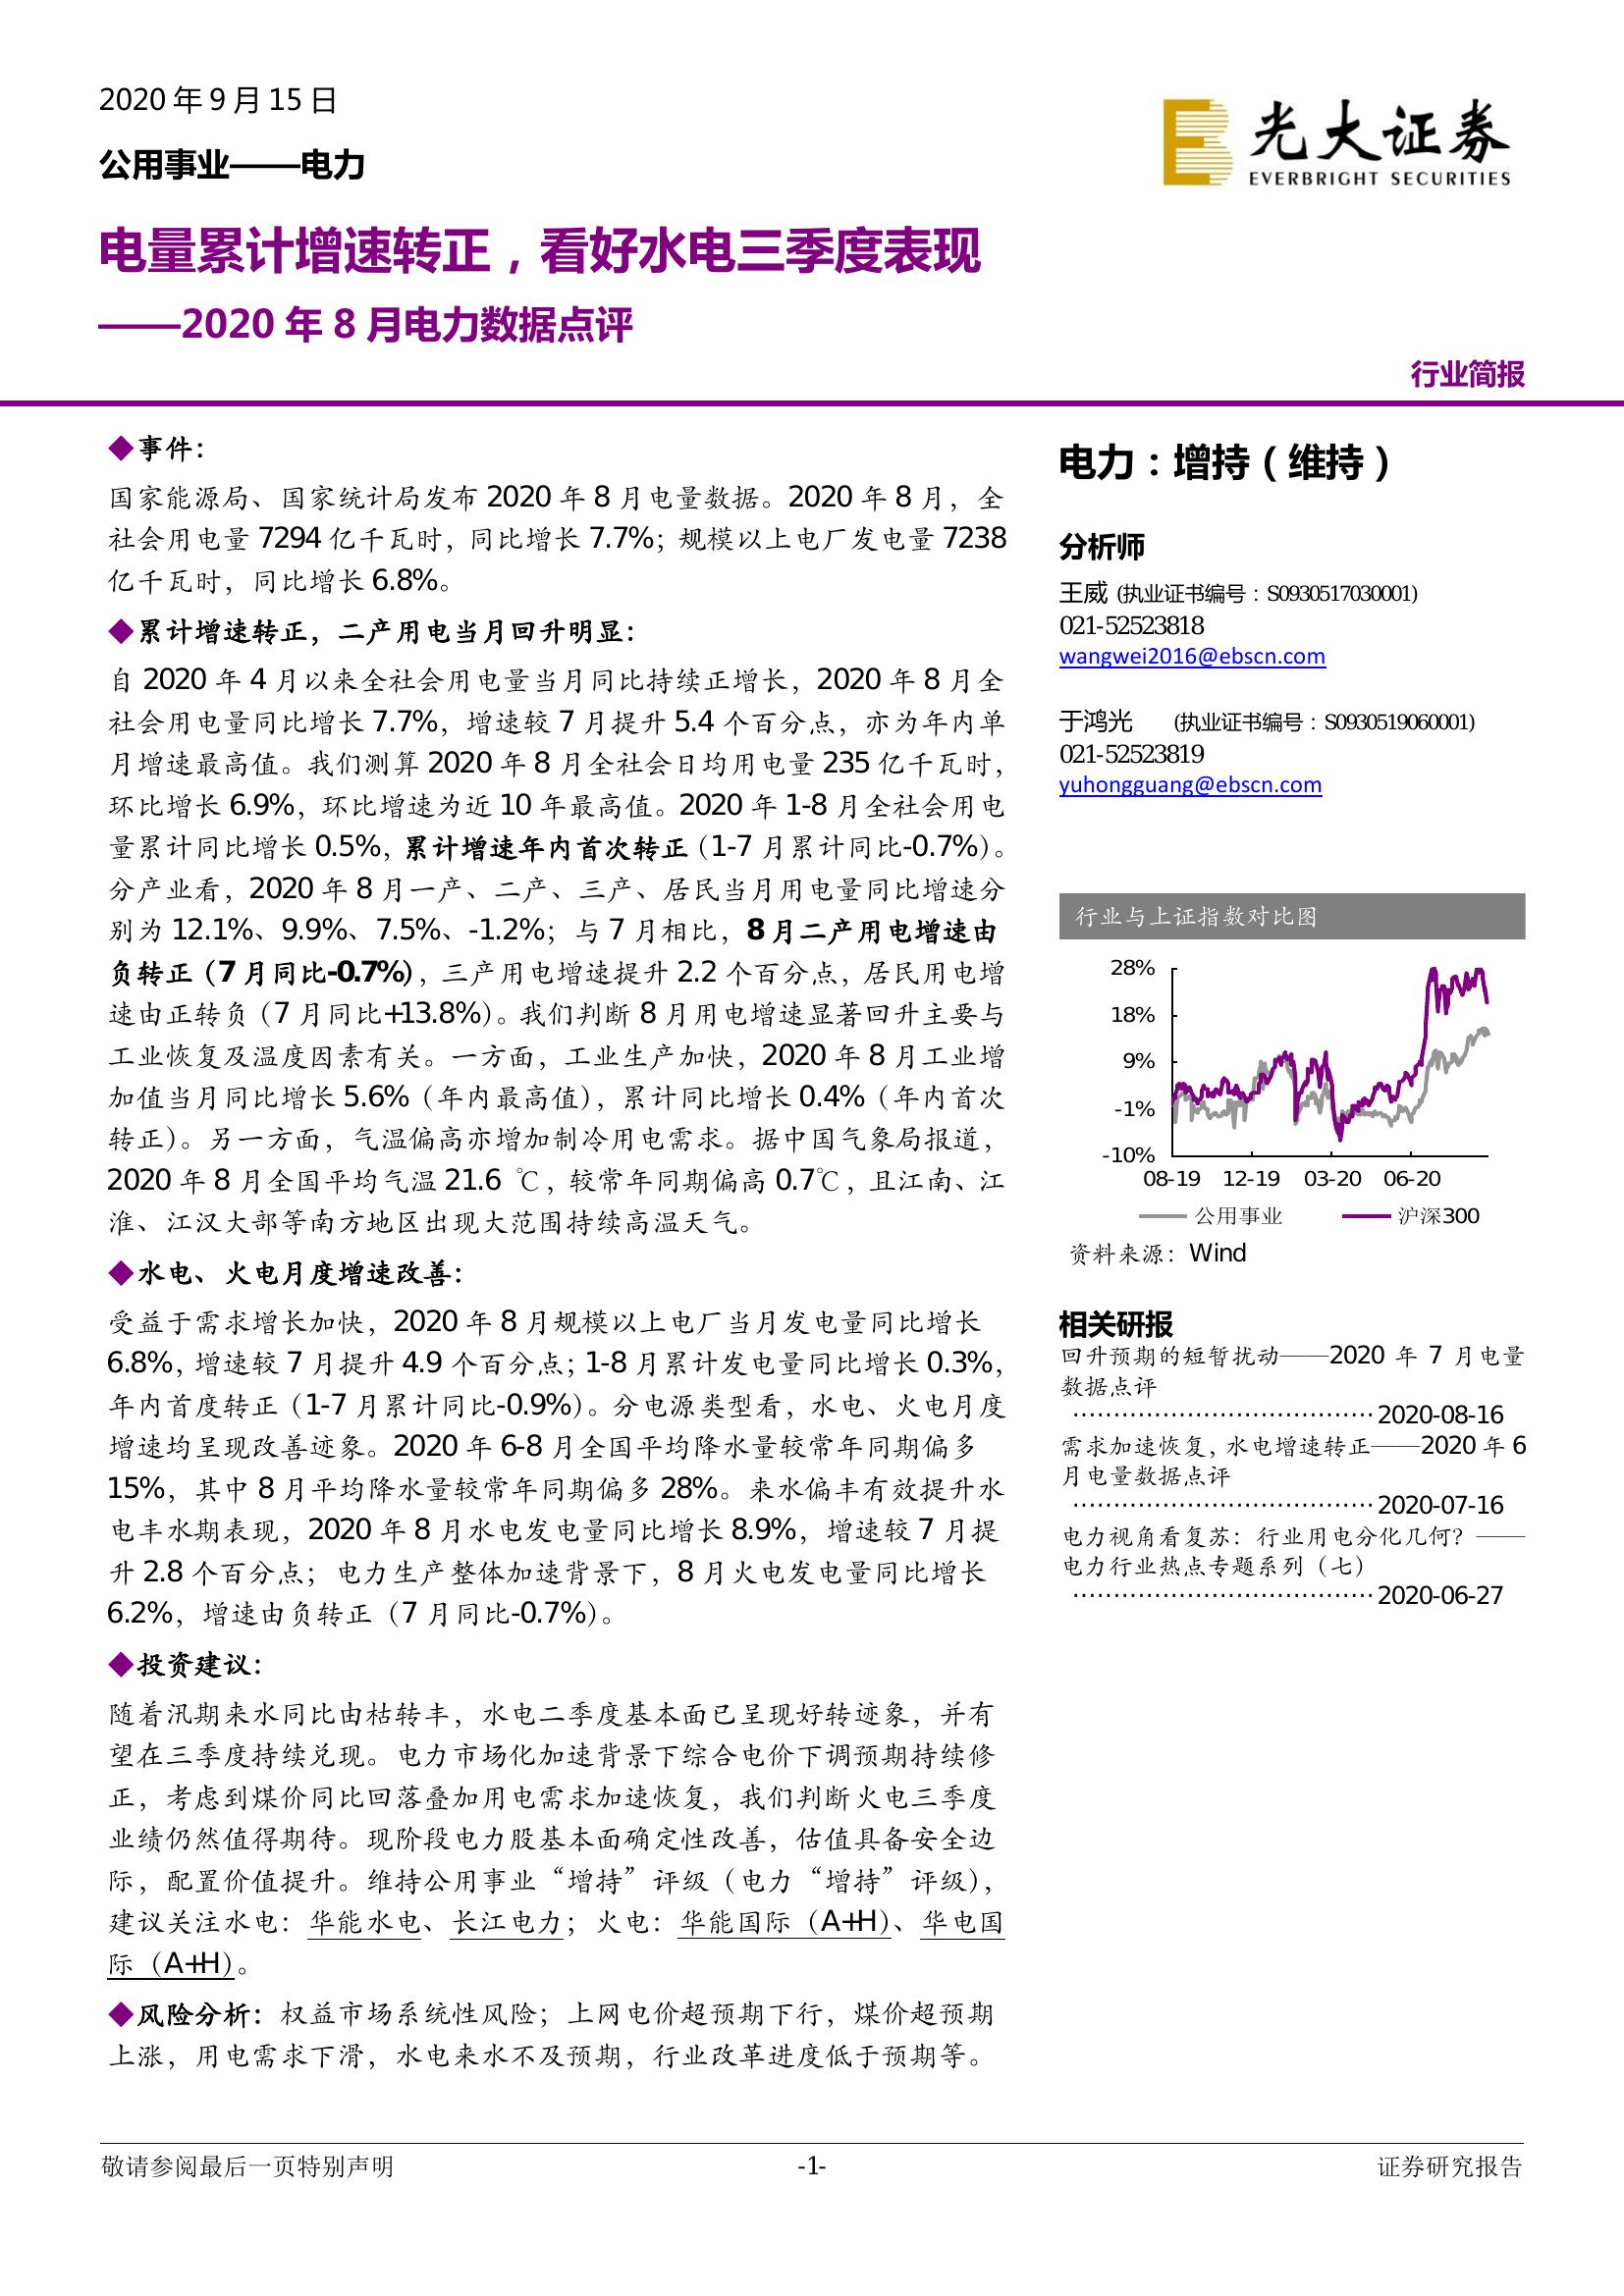 2020 年 9 月 15 日
公用事业——电力
光大证券
EVERBRIGHT SECURITIES
电量累计增速转正，看好水电三季度表现
——2020 年 8 月电力数据点评
行业简报
◆事件：
国家能源局、国家统计局发布 2020 年 8 月电量数据。2020 年 8 月，全
社会用电量 7294 亿千瓦时，同比增长 7.7%；规模以上电厂发电量 7238
亿千瓦时，同比增长 6.8%。
◆累计增速转正，二产用电当月回升明显：
自 2020 年 4 月以来全社会用电量当月同比持续正增长，2020 年 8 月全
社会用电量同比增长 7.7%，增速较 7 月提升 5.4 个百分点，亦为年内单
月增速最高值。我们测算 2020 年 8 月全社会日均用电量 235 亿千瓦时，
环比增长 6.9%，环比增速为近 10 年最高值。2020 年 1-8 月全社会用电
量累计同比增长 0.5%，累计增速年内首次转正（1-7 月累计同比-0.7%）。
分产业看，2020 年 8 月一产、二产、三产、居民当月用电量同比增速分
别为 12.1%、9.9%、7.5%、-1.2%；与 7 月相比，8 月二产用电增速由
负转正（7 月同比-0.7%），三产用电增速提升 2.2 个百分点，居民用电增
速由正转负（7 月同比+13.8%）。我们判断 8 月用电增速显著回升主要与
工业恢复及温度因素有关。一方面，工业生产加快，2020 年 8 月工业增
加值当月同比增长 5.6%（年内最高值），累计同比增长 0.4%（年内首次
转正）。另一方面，气温偏高亦增加制冷用电需求。据中国气象局报道，
2020 年 8 月全国平均气温 21.6 ℃，较常年同期偏高 0.7℃，且江南、江
淮、江汉大部等南方地区出现大范围持续高温天气。
◆水电、火电月度增速改善：
受益于需求增长加快，2020 年 8 月规模以上电厂当月发电量同比增长
6.8%，增速较 7 月提升 4.9 个百分点；1-8 月累计发电量同比增长 0.3%，
年内首度转正（1-7 月累计同比-0.9%）。分电源类型看，水电、火电月度
增速均呈现改善迹象。2020 年 6-8 月全国平均降水量较常年同期偏多
15%，其中 8 月平均降水量较常年同期偏多 28%。来水偏丰有效提升水
电丰水期表现，2020 年 8 月水电发电量同比增长 8.9%，增速较 7 月提
升 2.8 个百分点；电力生产整体加速背景下，8 月火电发电量同比增长
6.2%，增速由负转正（7 月同比-0.7%）。
◆投资建议：
随着汛期来水同比由枯转丰，水电二季度基本面已呈现好转迹象，并有
望在三季度持续兑现。电力市场化加速背景下综合电价下调预期持续修
正，考虑到煤价同比回落叠加用电需求加速恢复，我们判断火电三季度
业绩仍然值得期待。现阶段电力股基本面确定性改善，估值具备安全边
际，配置价值提升。维持公用事业“增持”评级（电力“增持”评级），
建议关注水电：华能水电、长江电力；火电：华能国际（A+H）、华电国
际（A+H）。
◆风险分析：权益市场系统性风险；上网电价超预期下行，煤价超预期
上涨，用电需求下滑，水电来水不及预期，行业改革进度低于预期等。
电力：增持（维持）
分析师
王威 (执业证书编号：S0930517030001)
021-52523818
wangwei2016@ebscn.com
于鸿光 (执业证书编号：S0930519060001)
021-52523819
yuhongguang@ebscn.com
行业与上证指数对比图
28%
18%
9%
-1%
-10%
08-19 12-19 03-20 06-20
公用事业 沪深300
资料来源：Wind
相关研报
回升预期的短暂扰动——2020 年 7 月电量
数据点评
····································2020-08-16
需求加速恢复，水电增速转正——2020 年 6
月电量数据点评
····································2020-07-16
电力视角看复苏：行业用电分化几何？——
电力行业热点专题系列（七）
····································2020-06-27
敬请参阅最后一页特别声明 -1- 证券研究报告